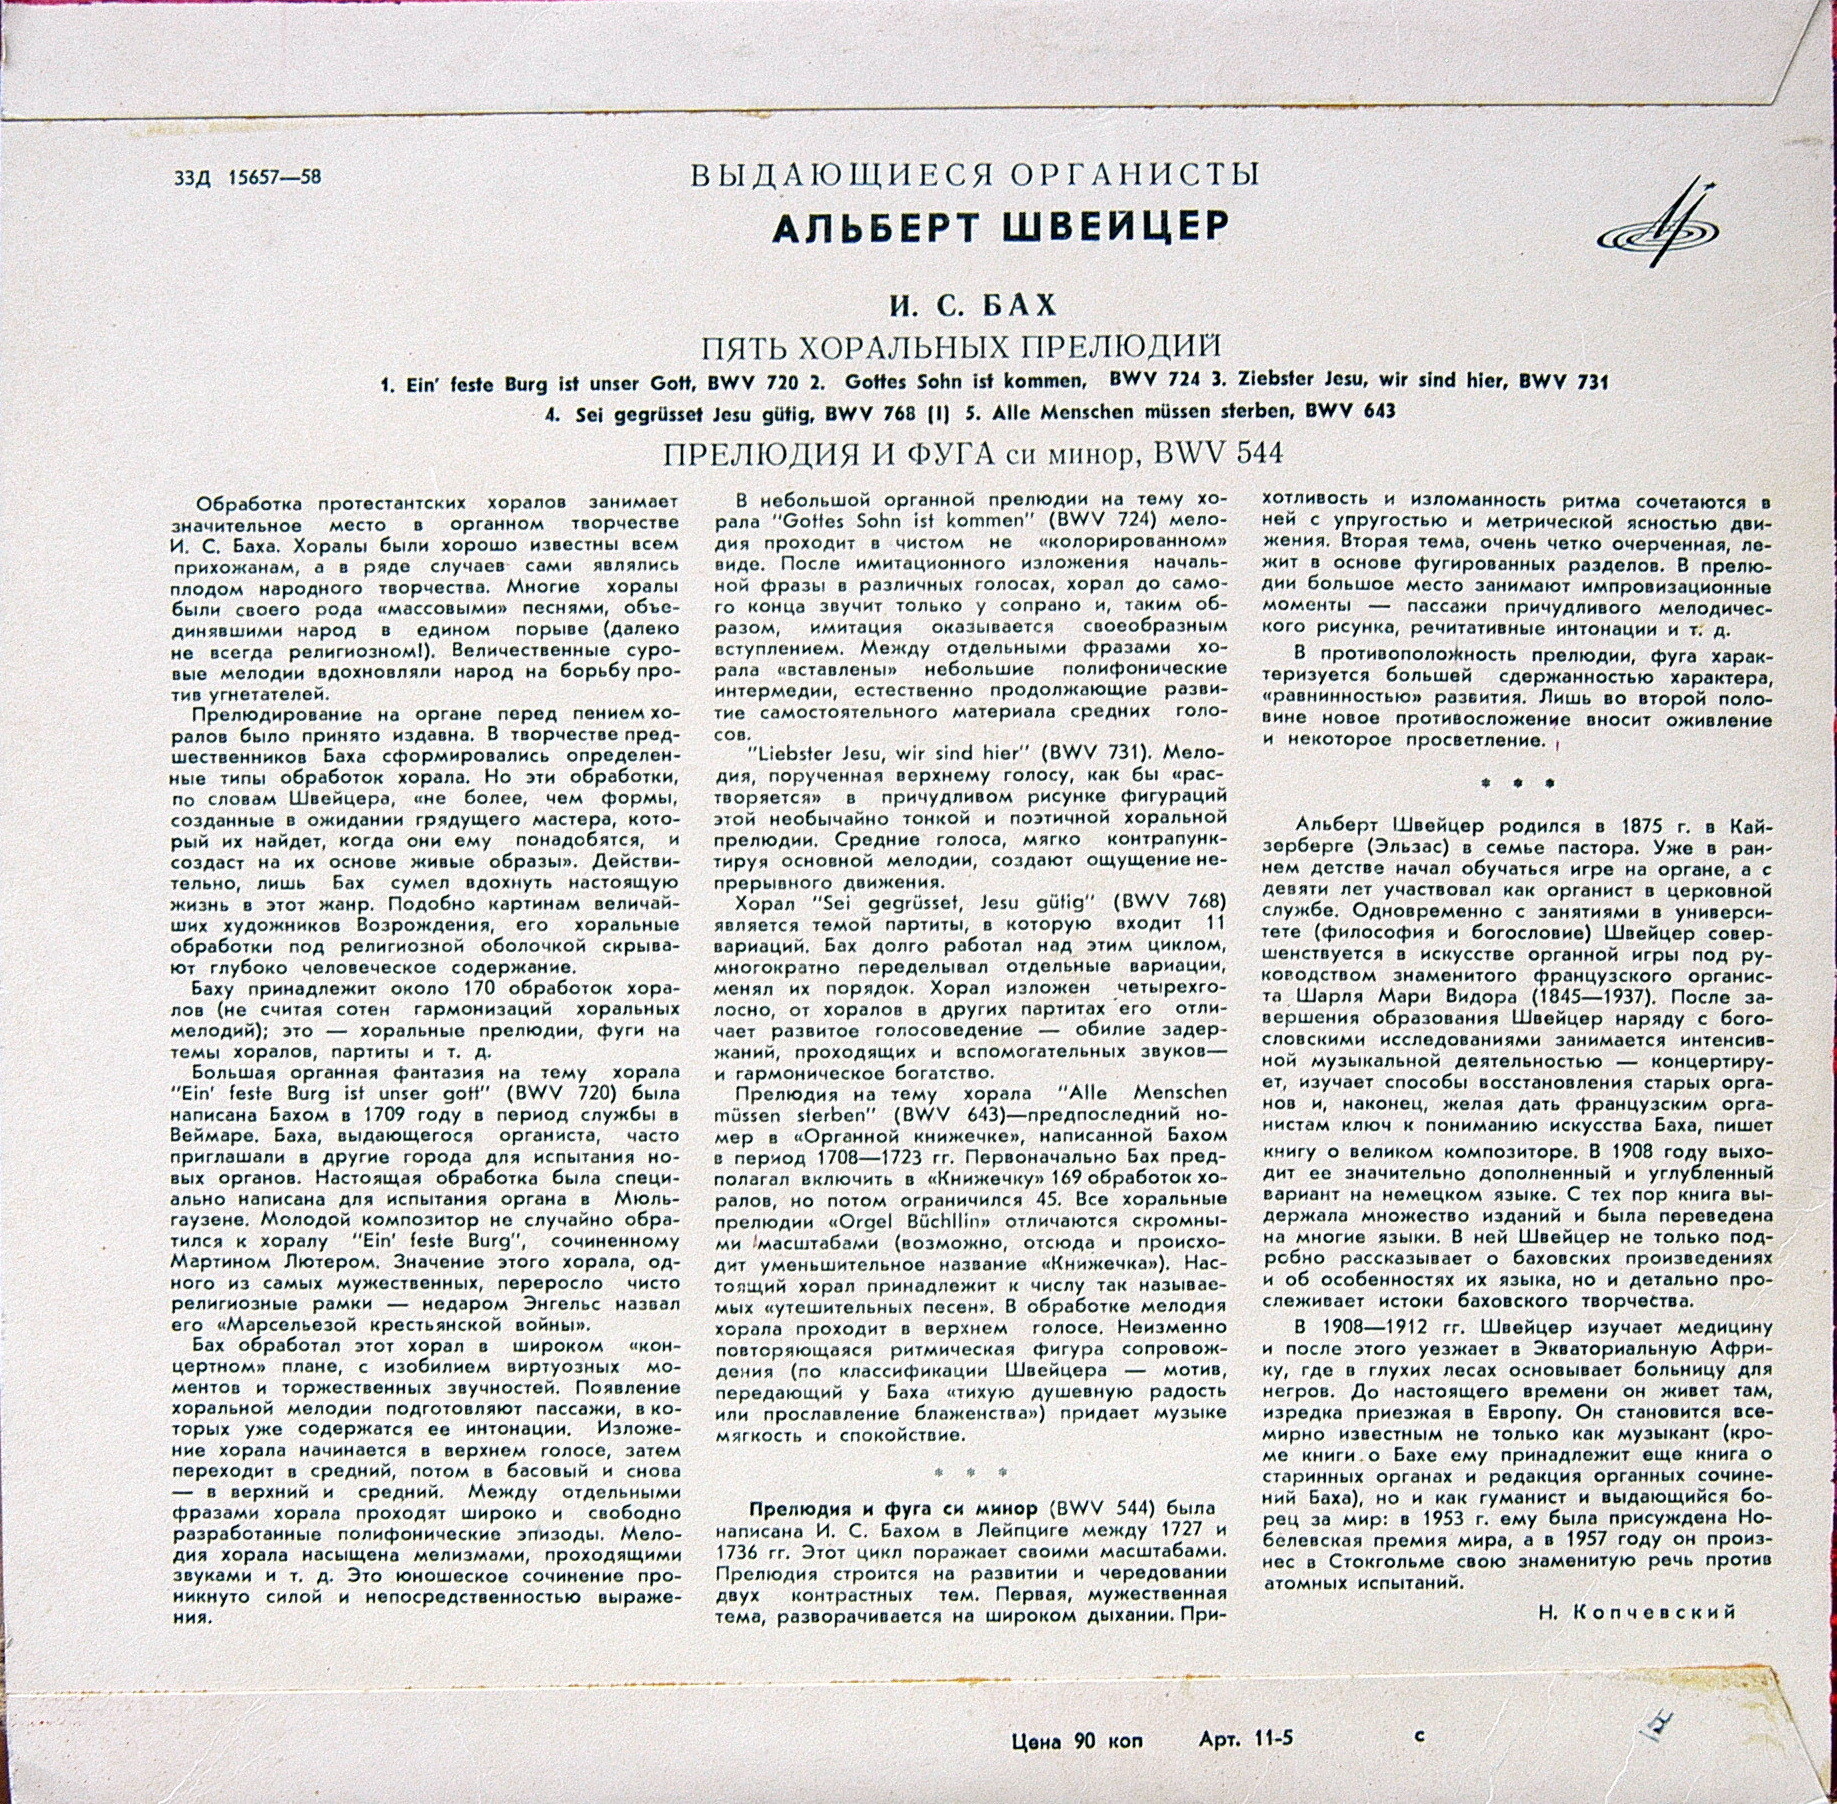 33Д 15657—58
ВЫДАЮЩИЕСЯ ОРГАНИСТЫ
АЛЬБЕРТ ШВЕЙЦЕР
И. С. БАХ
ПЯТЬ ХОРАЛЬНЫХ ПРЕЛЮДИЙ
1. Ein' feste Burg ist unser Gott, BWV 720 2. Gottes Sohn ist kommen, BWV 724 3. Ziebster Jesu, wir sind hier, BWV 731
4. Sei gegrüsset Jesu gütig, BWV 768 (I) 5. Alle Menschen müssen sterben, BWV 643
ПРЕЛЮДИЯ И ФУГА си минор, BWV 544
Обработка протестантских хоралов занимает
значительное место в органном творчестве
И. С. Баха. Хоралы были хорошо известны всем
прихожанам, а в ряде случаев сами являлись
плодом народного творчества. Многие хоралы
были своего рода «массовыми» песнями, объе-
динявшими народ в едином порыве (далеко
не всегда религиозном!). Величественные суро-
вые мелодии вдохновляли народ на борьбу про-
тив угнетателей.
Прелюдирование на органе перед пением хо-
ралов было принято издавна. В творчестве пред-
шественников Баха сформировались определен-
ные типы обработок хорала. Но эти обработки,
по словам Швейцера, «не более, чем формы,
созданные в ожидании грядущего мастера, кото-
рый их найдет, когда они ему понадобятся, и
создаст на их основе живые образы». Действи-
тельно, лишь Бах сумел вдохнуть настоящую
жизнь в этот жанр. Подобно картинам величай-
ших художников Возрождения, его хоральные
обработки под религиозной оболочкой скрыва-
ют глубоко человеческое содержание.
Баху принадлежит около 170 обработок хора-
лов (не считая сотен гармонизаций хоральных
мелодий); это — хоральные прелюдии, фуги на
темы хоралов, партиты и т. д.
Большая органная фантазия на тему хорала
"Ein' feste Burg ist unser gott" (BWV 720) была
написана Бахом в 1709 году в период службы в
Веймаре. Баха, выдающегося органиста, часто
приглашали в другие города для испытания но-
вых органов. Настоящая обработка была специ-
ально написана для испытания органа в Мюль-
гаузене. Молодой композитор не случайно обра-
тился к хоралу "Ein' feste Burg", сочиненному
Мартином Лютером. Значение этого хорала, од-
ного из самых мужественных, переросло чисто
религиозные рамки — недаром Энгельс назвал
его «Марсельезой крестьянской войны».
Бах обработал этот хорал в широком «кон-
цертном» плане, с изобилием виртуозных мо-
ментов и торжественных звучностей. Появление
хоральной мелодии подготовляют пассажи, в ко-
торых уже содержатся ее интонации. Изложе-
ние хорала начинается в верхнем голосе, затем
переходит в средний, потом в басовый и снова
— в верхний и средний. Между отдельными
фразами хорала проходят широко и свободно
разработанные полифонические эпизоды. Мело-
дия хорала насыщена мелизмами, проходящими
звуками и т. д. Это юношеское сочинение про-
никнуто силой и непосредственностью выраже-
ния.
В небольшой органной прелюдии на тему хо-
рала "Gottes Sohn ist kommen" (BWV 724) мело-
дия проходит в чистом не «колорированном»
виде. После имитационного изложения началь-
ной фразы в различных голосах, хорал до само-
го конца звучит только у сопрано и, таким об-
разом, имитация оказывается своеобразным
вступлением. Между отдельными фразами хо-
рала «вставлены» небольшие полифонические
интермедии, естественно продолжающие разви-
тие самостоятельного материала средних голо-
сов.
"Liebster Jesu, wir sind hier" (BWV 731). Мело-
дия, порученная верхнему голосу, как бы «рас-
творяется» в причудливом рисунке фигураций
этой необычайно тонкой и поэтичной хоральной
прелюдии. Средние голоса, мягко контрапунк-
тируя основной мелодии, создают ощущение не-
прерывного движения.
Хорал "Sei gegrüsset, Jesu gütig" (BWV 768)
является темой партиты, в которую входит 11
вариаций. Бах долго работал над этим циклом,
многократно переделывал отдельные вариации,
менял их порядок. Хорал изложен четырехго-
лосно, от хоралов в других партитах его отли-
чает развитое голосоведение — обилие задер-
жаний, проходящих и вспомогательных звуков—
и гармоническое богатство.
Прелюдия на тему хорала "Alle Menschen
müssen sterben" (BWV 643)—предпоследний но-
мер в «Органной книжечке», написанной Бахом
в период 1708—1723 гг. Первоначально Бах пред-
полагал включить в «Книжечку» 169 обработок хо-
ралов, но потом ограничился 45. Все хоральные
прелюдии «Orgel Büchllin» отличаются скромны-
ми масштабами (возможно, отсюда и происхо-
дит уменьшительное название «Книжечка»). Нас-
тоящий хорал принадлежит к числу так называе-
мых «утешительных песен». В обработке мелодия
хорала проходит в верхнем голосе. Неизменно
повторяющаяся ритмическая фигура сопровож-
дения (по классификации Швейцера — мотив,
передающий у Баха «тихую душевную радость
или прославление блаженства») придает музыке
мягкость и спокойствие.
* * *
Прелюдия и фуга си минор (BWV 544) была
написана И. С. Бахом в Лейпциге между 1727 и
1736 гг. Этот цикл поражает своими масштабами.
Прелюдия строится на развитии и чередовании
двух контрастных тем. Первая, мужественная
тема, разворачивается на широком дыхании. При-
хотливость и изломанность ритма сочетаются в
ней с упругостью и метрической ясностью дви-
жения. Вторая тема, очень четко очерченная, ле-
жит в основе фугированных разделов. В прелю-
дии большое место занимают импровизационные
моменты — пассажи причудливого мелодичес-
кого рисунка, речитативные интонации и т. д.
В противоположность прелюдии, фуга харак-
теризуется большей сдержанностью характера,
«равнинностью» развития. Лишь во второй поло-
вине новое противосложение вносит оживление
и некоторое просветление.
* * *
Альберт Швейцер родился в 1875 г. в Кай-
зерберге (Эльзас) в семье пастора. Уже в ран-
нем детстве начал обучаться игре на органе, а с
девяти лет участвовал как органист в церковной
службе. Одновременно с занятиями в универси-
тете (философия и богословие) Швейцер совер-
шенствуется в искусстве органной игры под ру-
ководством знаменитого французского органис-
та Шарля Мари Видора (1845—1937). После за-
вершения образования Швейцер наряду с бого-
словскими исследованиями занимается интенсив-
ной музыкальной деятельностью — концертиру-
ет, изучает способы восстановления старых орга-
нов и, наконец, желая дать французским орга-
нистам ключ к пониманию искусства Баха, пишет
книгу о великом композиторе. В 1908 году выхо-
дит ее значительно дополненный и углубленный
вариант на немецком языке. С тех пор книга вы-
держала множество изданий и была переведена
на многие языки. В ней Швейцер не только под-
робно рассказывает о баховских произведениях
и об особенностях их языка, но и детально про-
слеживает истоки баховского творчества.
В 1908—1912 гг. Швейцер изучает медицину
и после этого уезжает в Экваториальную Афри-
ку, где в глухих лесах основывает больницу для
негров. До настоящего времени он живет там,
изредка приезжая в Европу. Он становится все-
мирно известным не только как музыкант (кро-
ме книги о Бахе ему принадлежит еще книга о
старинных органах и редакция органных сочине-
ний Баха), но и как гуманист и выдающийся бо-
рец за мир: в 1953 г. ему была присуждена Но-
белевская премия мира, а в 1957 году он произ-
нес в Стокгольме свою знаменитую речь против
атомных испытаний.
Н. Копчевский
Цена 90 коп Арт. 11-5 с